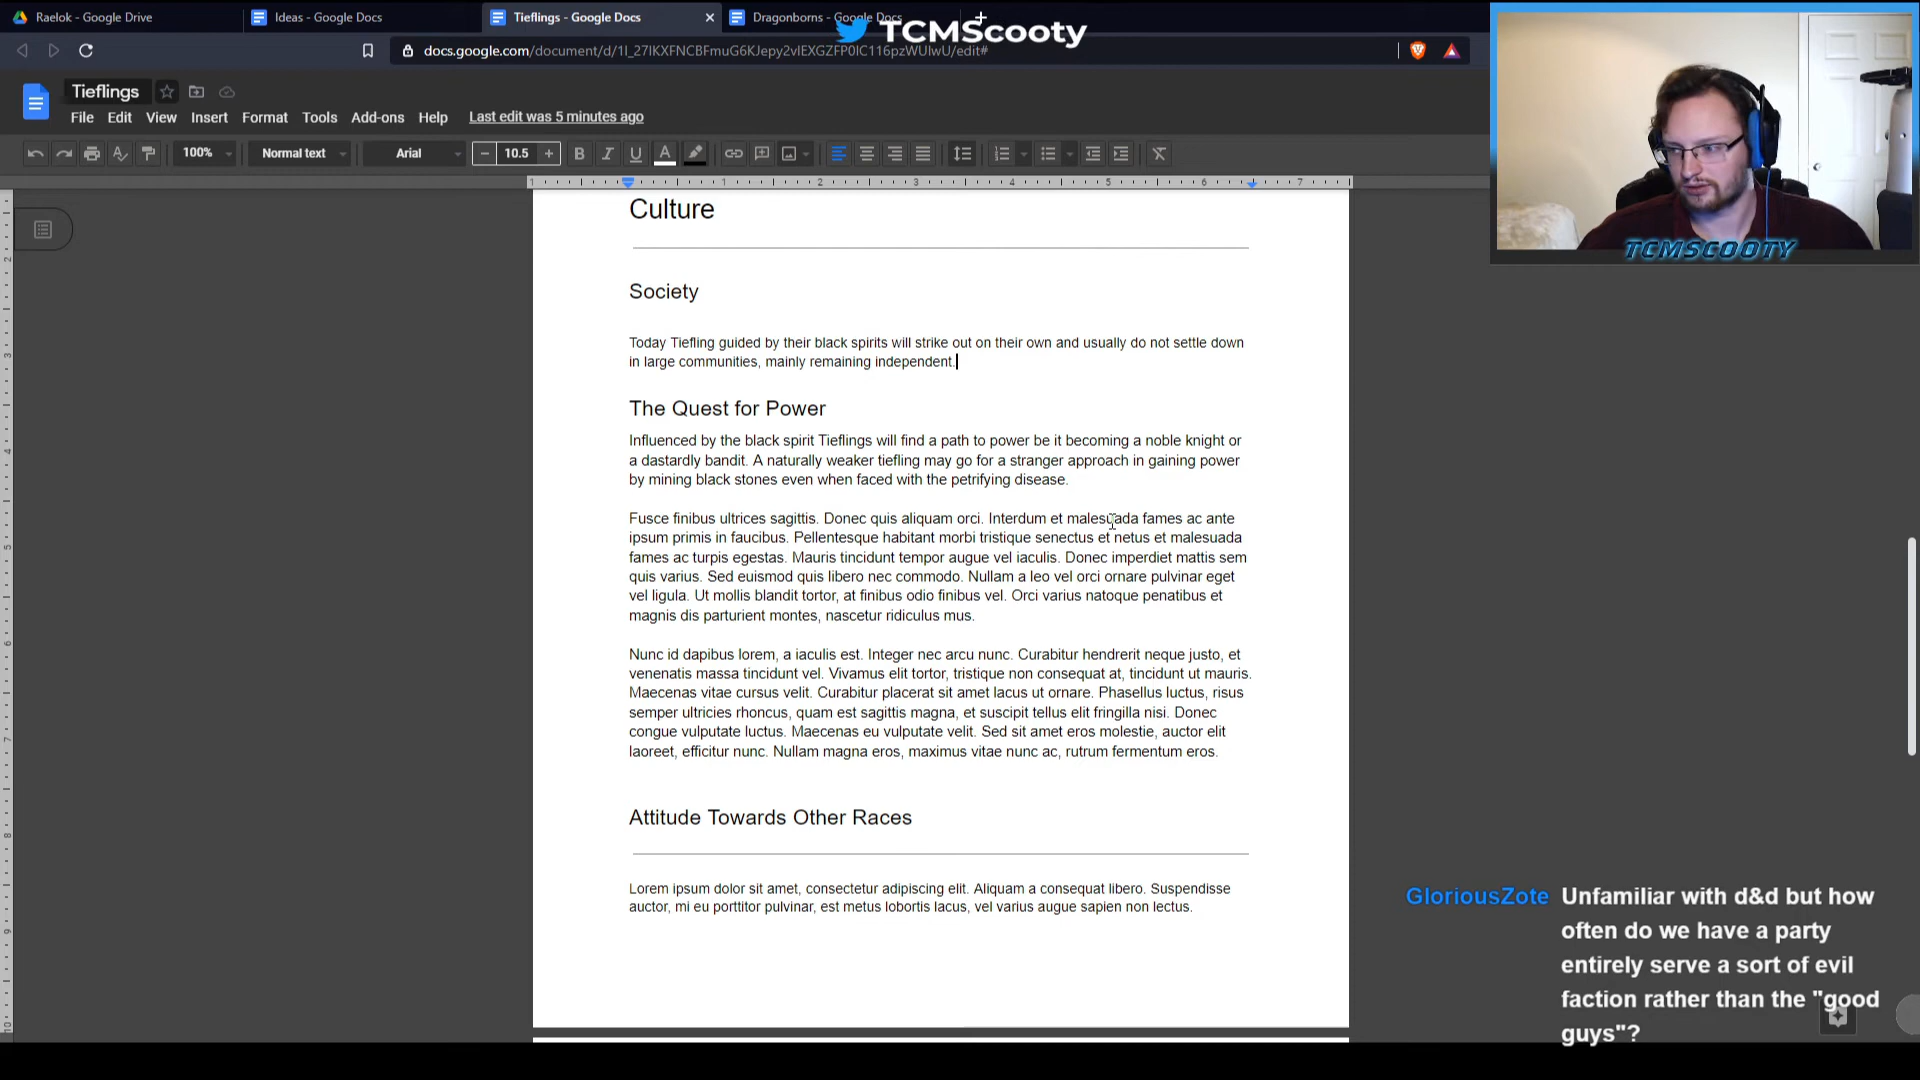 Raelok - Google Drive
Ideas - Google Docs
Tieflings - Google Docs
Dragonborns - Google Docs
TCMScooty
docs.google.com/document/d/1I_27IKXFNCBFmuG6KJepy2vlEXGZFP0IC116pzWUlwU/edit#
Tieflings
File Edit View Insert Format Tools Add-ons Help Last edit was 5 minutes ago
100% Normal text Arial 10.5
1 1 2 3 4 5 6 7
TCMSCOOTY
Culture
Society
Today Tiefling guided by their black spirits will strike out on their own and usually do not settle down
in large communities, mainly remaining independent.
The Quest for Power
Influenced by the black spirit Tieflings will find a path to power be it becoming a noble knight or
a dastardly bandit. A naturally weaker tiefling may go for a stranger approach in gaining power
by mining black stones even when faced with the petrifying disease.
Fusce finibus ultrices sagittis. Donec quis aliquam orci. Interdum et malesuada fames ac ante
ipsum primis in faucibus. Pellentesque habitant morbi tristique senectus et netus et malesuada
fames ac turpis egestas. Mauris tincidunt tempor augue vel iaculis. Donec imperdiet mattis sem
quis varius. Sed euismod quis libero nec commodo. Nullam a leo vel orci ornare pulvinar eget
vel ligula. Ut mollis blandit tortor, at finibus odio finibus vel. Orci varius natoque penatibus et
magnis dis parturient montes, nascetur ridiculus mus.
Nunc id dapibus lorem, a iaculis est. Integer nec arcu nunc. Curabitur hendrerit neque justo, et
venenatis massa tincidunt vel. Vivamus elit tortor, tristique non consequat at, tincidunt ut mauris.
Maecenas vitae cursus velit. Curabitur placerat sit amet lacus ut ornare. Phasellus luctus, risus
semper ultricies rhoncus, quam est sagittis magna, et suscipit tellus elit fringilla nisi. Donec
congue vulputate luctus. Maecenas eu vulputate velit. Sed sit amet eros molestie, auctor elit
laoreet, efficitur nunc. Nullam magna eros, maximus vitae nunc ac, rutrum fermentum eros.
Attitude Towards Other Races
Lorem ipsum dolor sit amet, consectetur adipiscing elit. Aliquam a consequat libero. Suspendisse
auctor, mi eu porttitor pulvinar, est metus lobortis lacus, vel varius augue sapien non lectus.
GloriousZote Unfamiliar with d&d but how
often do we have a party
entirely serve a sort of evil
faction rather than the "good
guys"?